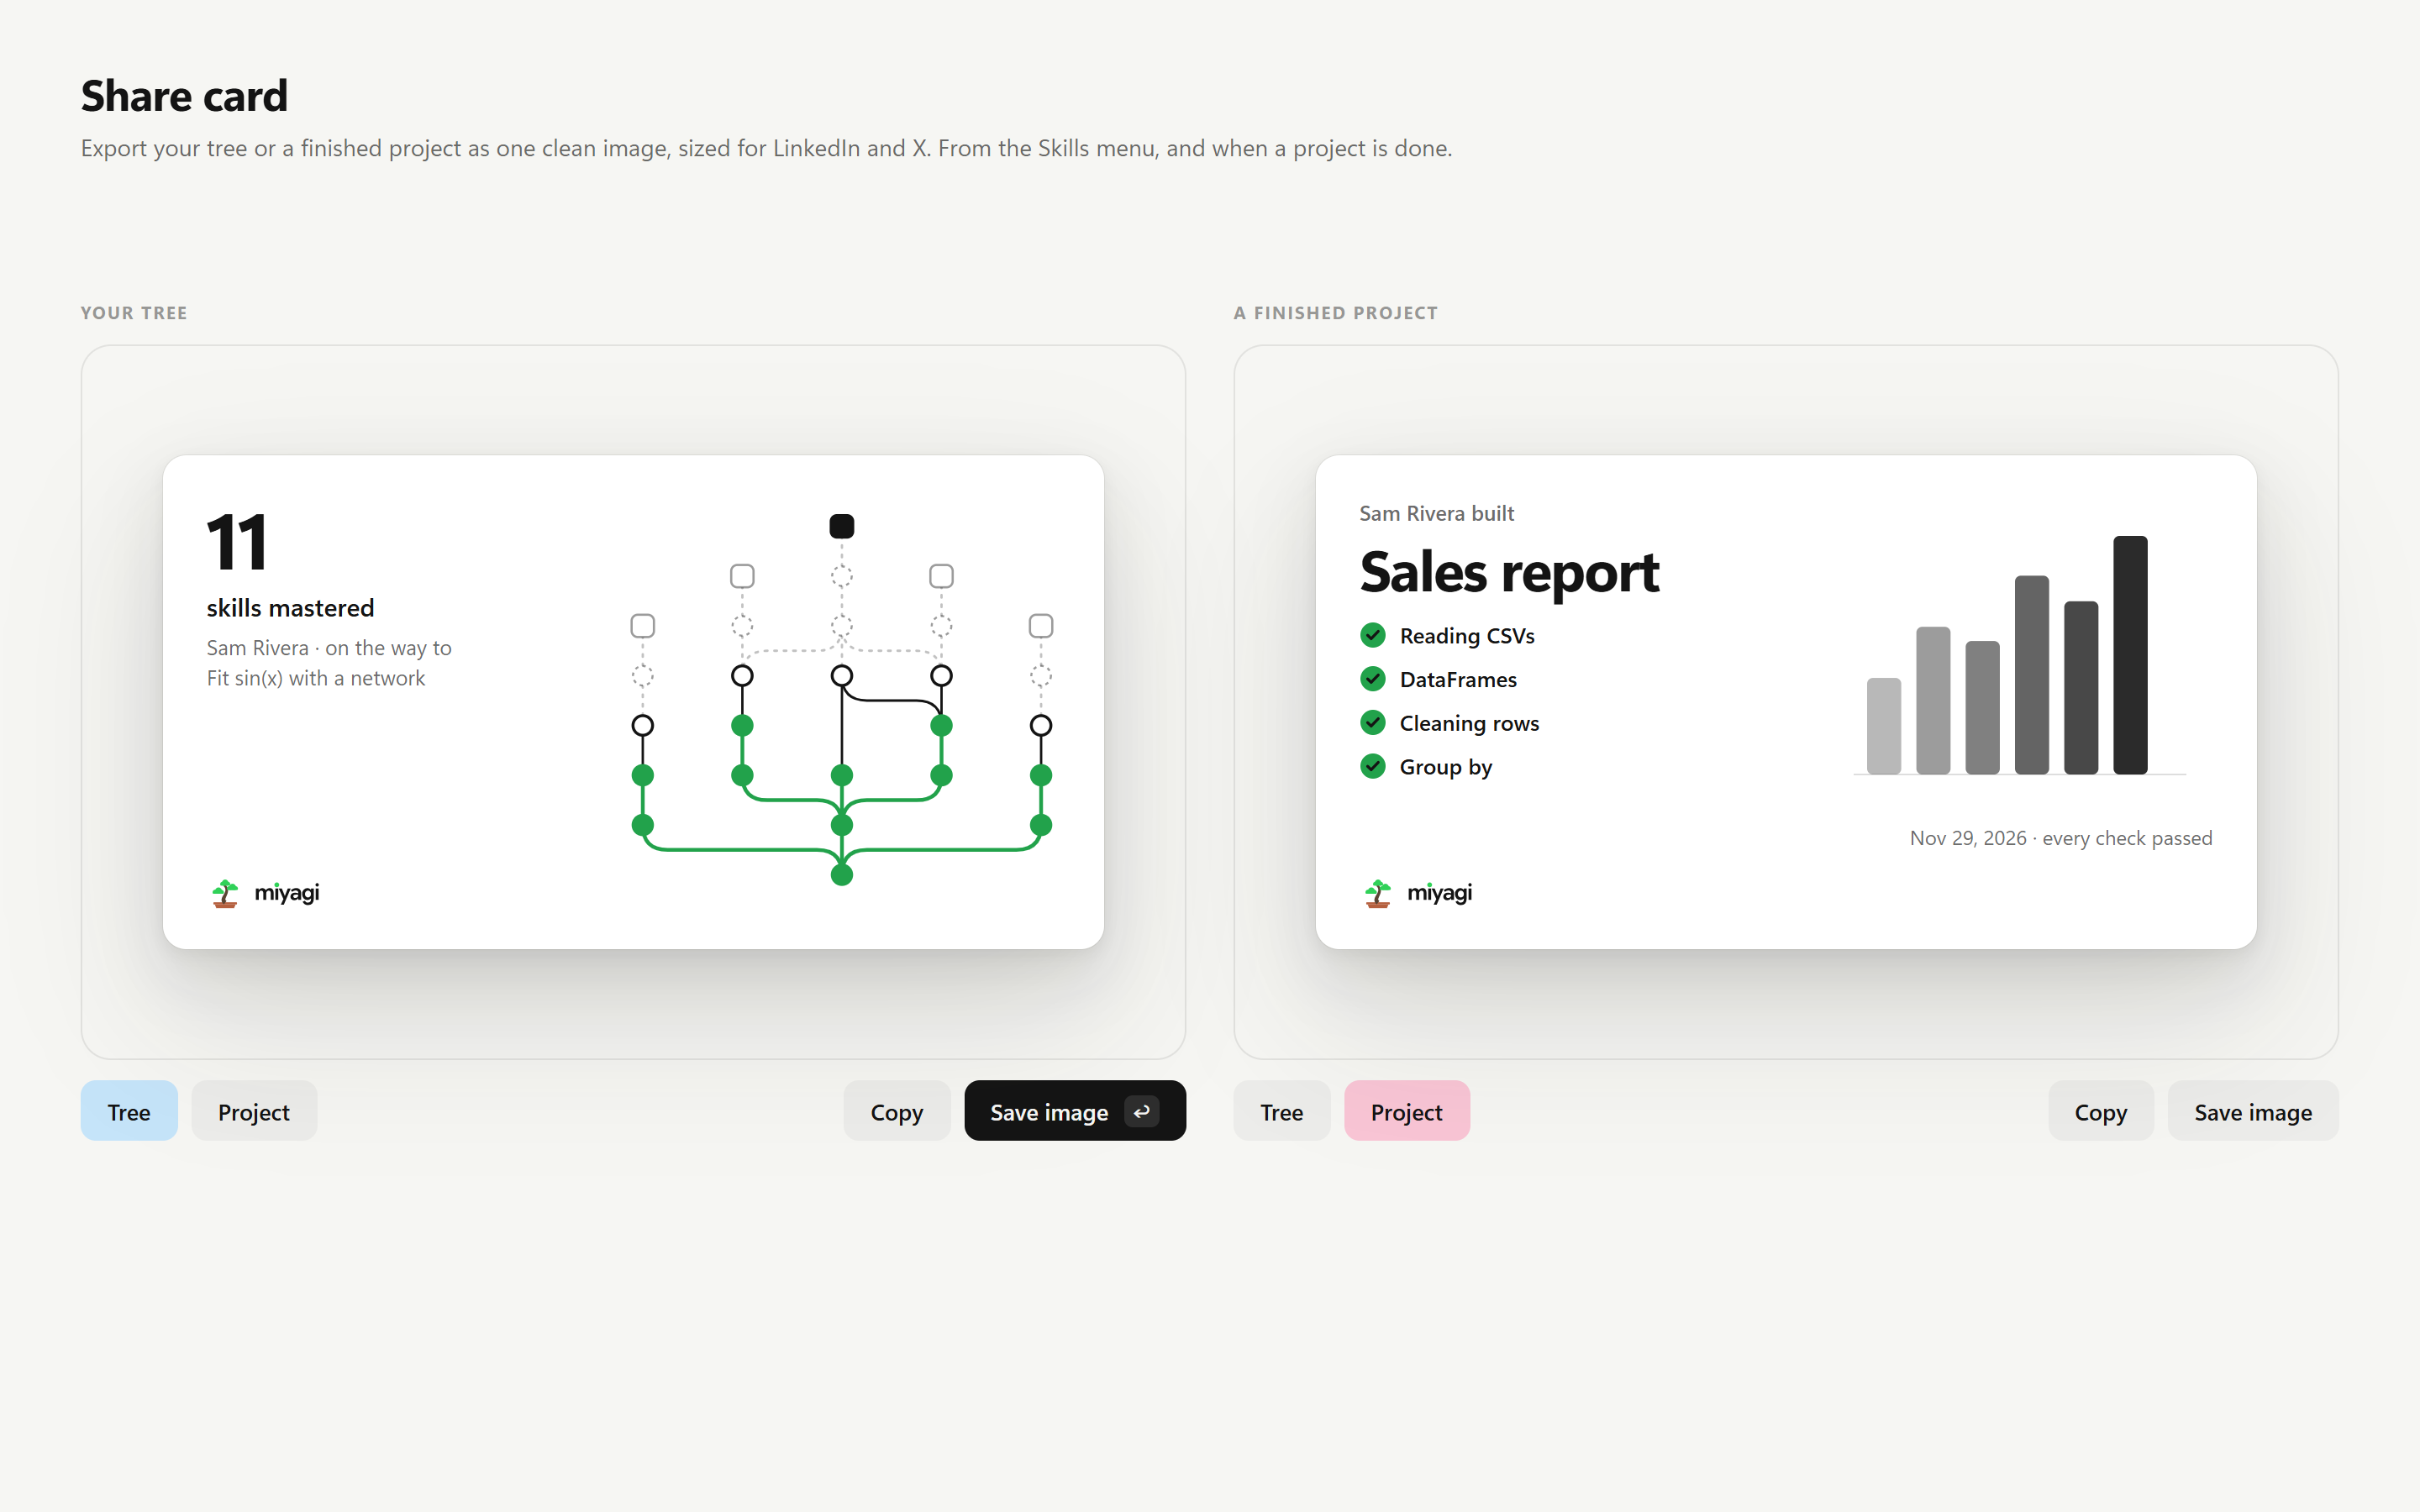 Share card
Export your tree or a finished project as one clean image, sized for LinkedIn and X. From the Skills menu, and when a project is done.
YOUR TREE
11
skills mastered
Sam Rivera · on the way to
Fit sin(x) with a network
miyagi
Tree
Project
Copy
Save image
A FINISHED PROJECT
Sam Rivera built
Sales report
Reading CSVs
DataFrames
Cleaning rows
Group by
Nov 29, 2026 · every check passed
miyagi
Tree
Project
Copy
Save image